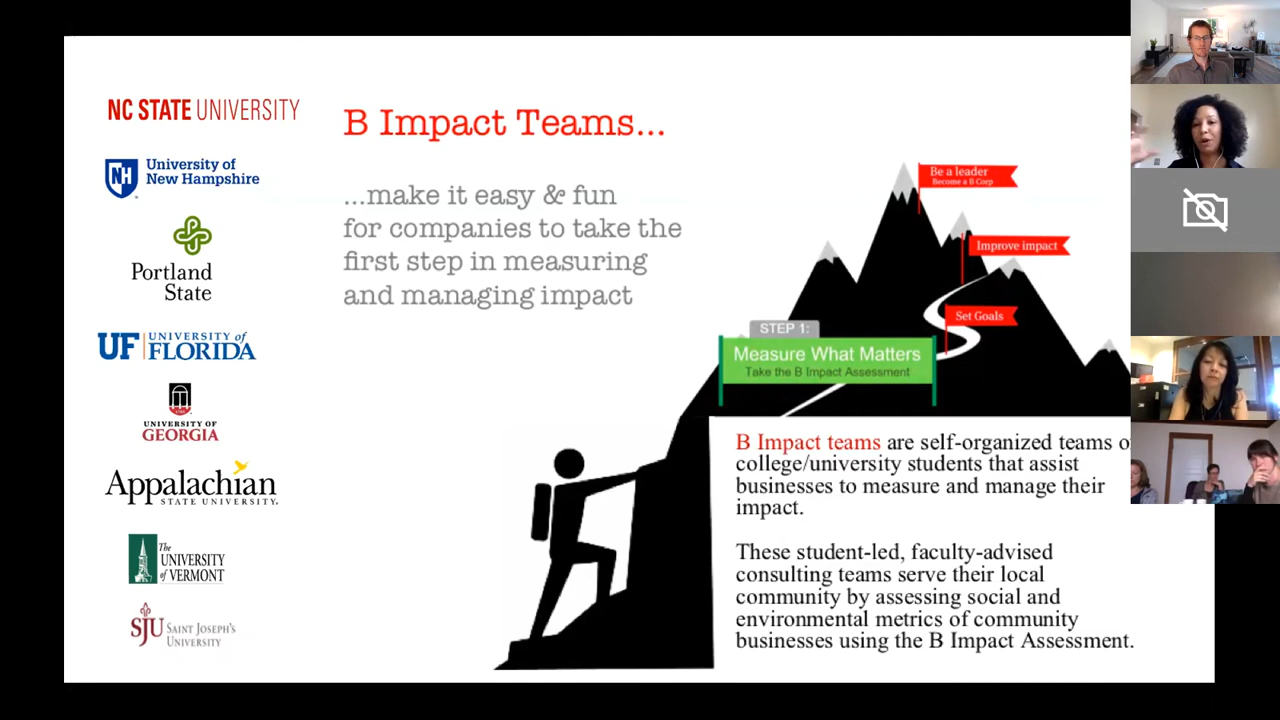 NC STATE UNIVERSITY
University of
New Hampshire
NH
Portland
State
UF UNIVERSITY of
FLORIDA
UNIVERSITY OF
GEORGIA
Appalachian
STATE UNIVERSITY.
The
UNIVERSITY
of VERMONT
SJU SAINT JOSEPH'S
UNIVERSITY
B Impact Teams...
...make it easy & fun
for companies to take the
first step in measuring
and managing impact
Be a leader
Become a B Corp
Improve impact
Set Goals
STEP 1:
Measure What Matters
Take the B Impact Assessment
B Impact teams are self-organized teams o
college/university students that assist
businesses to measure and manage their
impact.
These student-led, faculty-advised
consulting teams serve their local
community by assessing social and
environmental metrics of community
businesses using the B Impact Assessment.